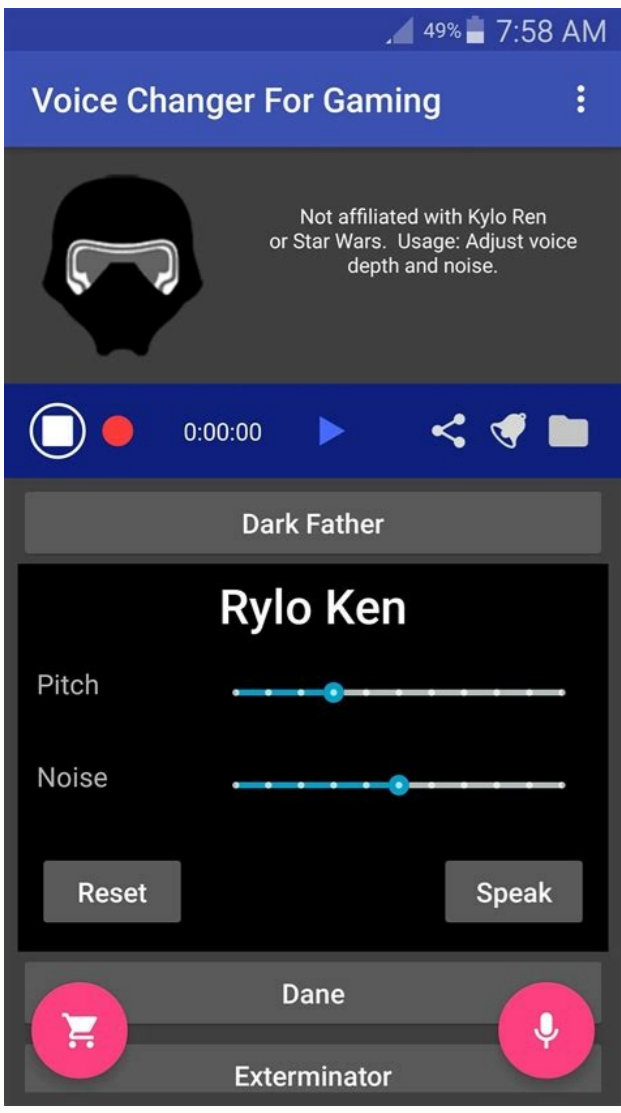 49% 7:58 AM
Voice Changer For Gaming
Not affiliated with Kylo Ren
or Star Wars. Usage: Adjust voice
depth and noise.
0:00:00
Dark Father
Rylo Ken
Pitch
Noise
Reset Speak
Dane
Exterminator